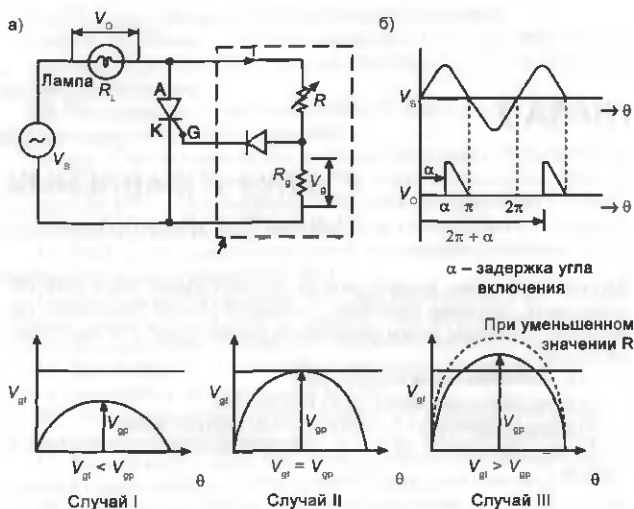 а)
V_O
Лампа
R_L
A
K
G
V_s
R
R_g
V_g
б)
V_s
θ
α
V_O
α
π
2π
θ
2π + α
α – задержка угла
включения
При уменьшенном
значении R
V_gt
V_gp
V_gt < V_gp
θ
Случай I
V_gt
V_gp
V_gt = V_gp
θ
Случай II
V_gt
V_gp
V_gt > V_gp
θ
Случай III